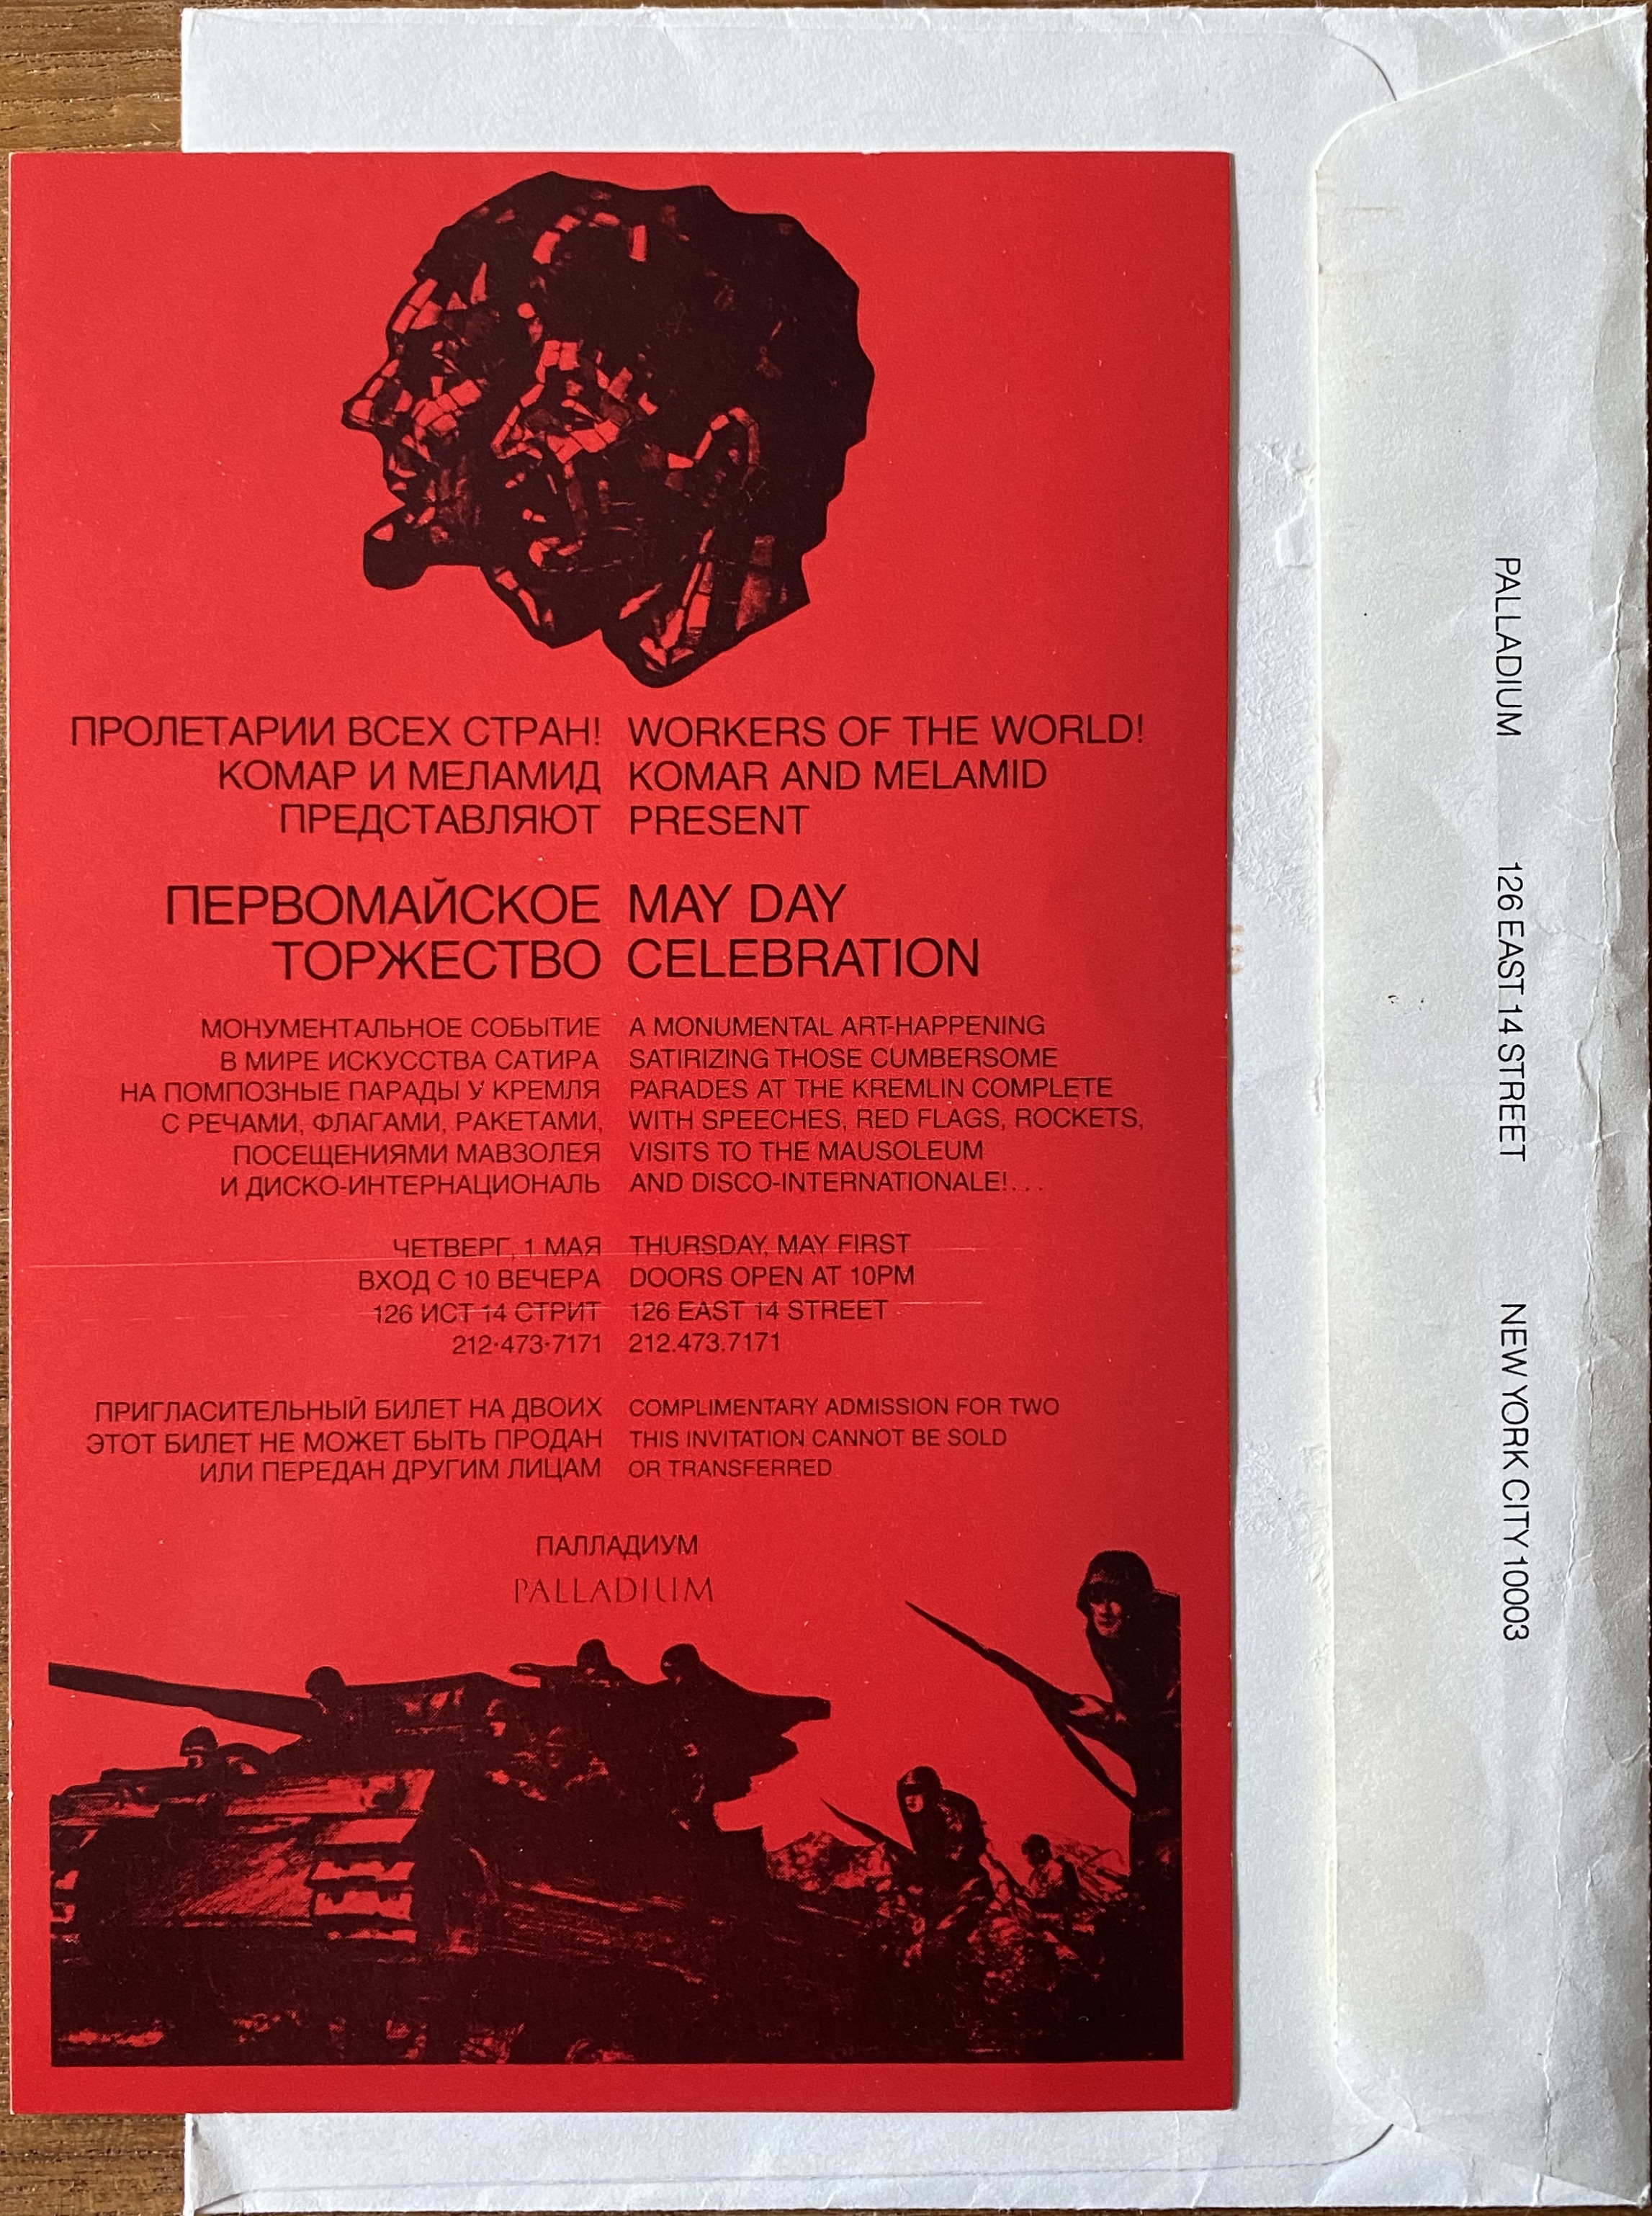 ПРОЛЕТАРИИ ВСЕХ СТРАН!
КОМАР И МЕЛАМИД
ПРЕДСТАВЛЯЮТ
ПЕРВОМАЙСКОЕ
ТОРЖЕСТВО
МОНУМЕНТАЛЬНОЕ СОБЫТИЕ
В МИРЕ ИСКУССТВА САТИРА
НА ПОМПОЗНЫЕ ПАРАДЫ У КРЕМЛЯ
С РЕЧАМИ, ФЛАГАМИ, РАКЕТАМИ,
ПОСЕЩЕНИЯМИ МАВЗОЛЕЯ
И ДИСКО-ИНТЕРНАЦИОНАЛЬ
ЧЕТВЕРГ, 1 МАЯ
ВХОД С 10 ВЕЧЕРА
126 ИСТ 14 СТРИТ
212·473·7171
ПРИГЛАСИТЕЛЬНЫЙ БИЛЕТ НА ДВОИХ
ЭТОТ БИЛЕТ НЕ МОЖЕТ БЫТЬ ПРОДАН
ИЛИ ПЕРЕДАН ДРУГИМ ЛИЦАМ
WORKERS OF THE WORLD!
KOMAR AND MELAMID
PRESENT
MAY DAY
CELEBRATION
A MONUMENTAL ART-HAPPENING
SATIRIZING THOSE CUMBERSOME
PARADES AT THE KREMLIN COMPLETE
WITH SPEECHES, RED FLAGS, ROCKETS,
VISITS TO THE MAUSOLEUM
AND DISCO-INTERNATIONALE!...
THURSDAY, MAY FIRST
DOORS OPEN AT 10PM
126 EAST 14 STREET
212.473.7171
COMPLIMENTARY ADMISSION FOR TWO
THIS INVITATION CANNOT BE SOLD
OR TRANSFERRED
ПАЛЛАДИУМ
PALLADIUM
PALLADIUM 126 EAST 14 STREET NEW YORK CITY 10003